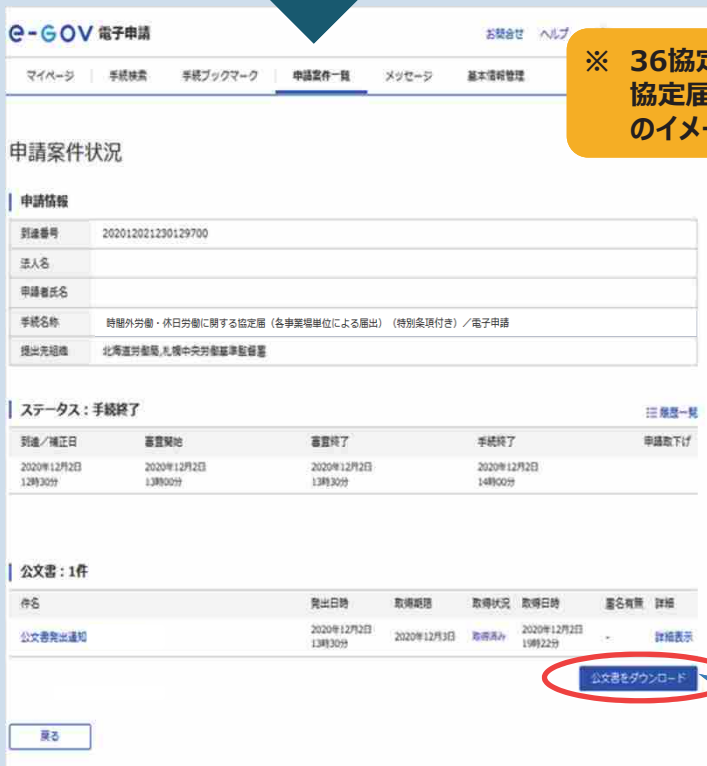 e-GOV 電子申請
お問合せ ヘルプ
マイページ 手続検索 手続ブックマーク 申請案件一覧 メッセージ 基本情報管理
※ 36協定
協定届
のイメー
申請案件状況
申請情報
到達番号 202012021230129700
法人名
申請者氏名
手続名称 時間外労働・休日労働に関する協定届（各事業場単位による届出）（特別条項付き）／電子申請
提出先組織 北海道労働局,札幌中央労働基準監督署
ステータス：手続終了 履歴一覧
到達／補正日 審査開始 審査終了 手続終了 申請取下げ
2020年12月2日 2020年12月2日 2020年12月2日 2020年12月2日
12時30分 13時00分 13時30分 14時00分
公文書：1件
件名 発出日時 取得期限 取得状況 取得日時 署名有無 詳細
公文書発出通知 2020年12月2日 13時30分 2020年12月3日 取得済み 2020年12月2日 19時22分 - 詳細表示
公文書をダウンロード
戻る